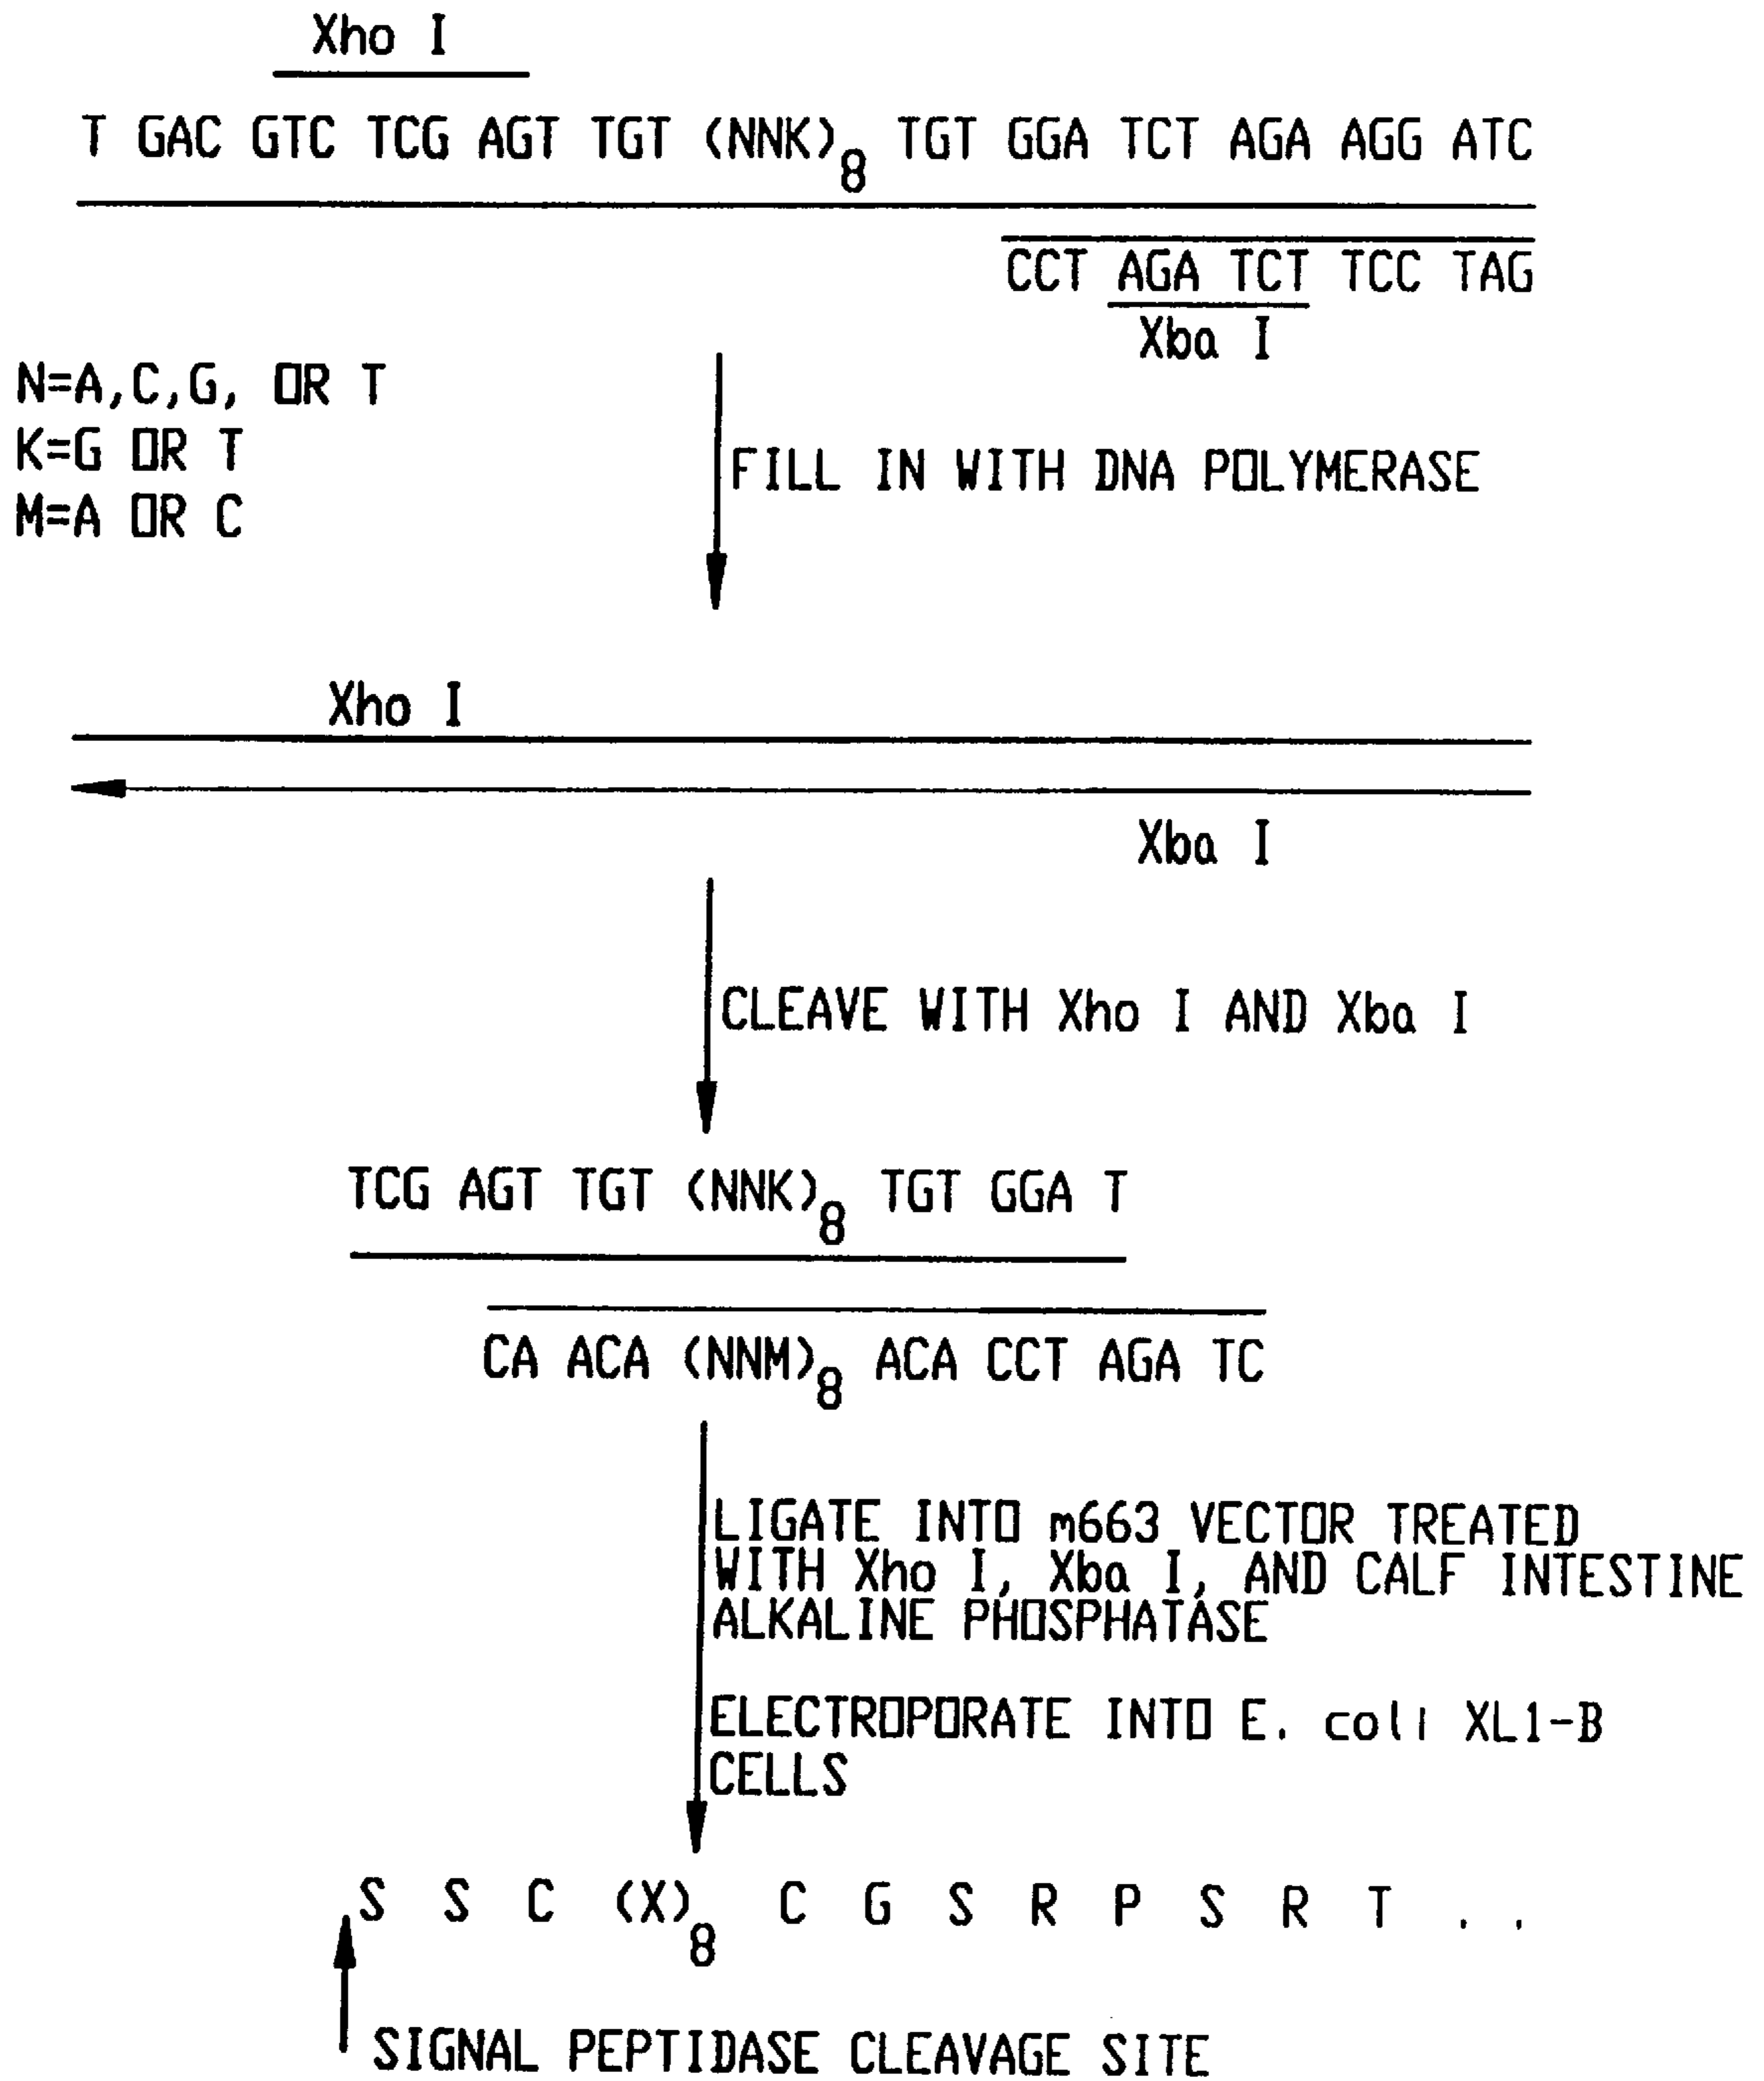 Xho I
T GAC GTC TCG AGT TGT (NNK)8 TGT GGA TCT AGA AGG ATC
CCT AGA TCT TCC TAG
Xba I
N=A,C,G, OR T
K=G OR T
M=A OR C
FILL IN WITH DNA POLYMERASE
Xho I
Xba I
CLEAVE WITH Xho I AND Xba I
TCG AGT TGT (NNK)8 TGT GGA T
CA ACA (NNM)8 ACA CCT AGA TC
LIGATE INTO m663 VECTOR TREATED
WITH Xho I, Xba I, AND CALF INTESTINE
ALKALINE PHOSPHATASE
ELECTROPORATE INTO E. coli XL1-B
CELLS
S S C (X)8 C G S R P S R T . .
SIGNAL PEPTIDASE CLEAVAGE SITE